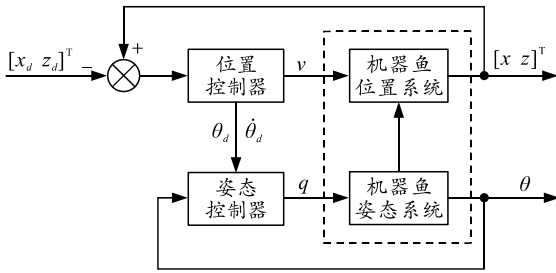 [x_d z_d]^T
−
+
位置
控制器
v
机器鱼
位置系统
[x z]^T
θ_d θ̇_d
姿态
控制器
q
机器鱼
姿态系统
θ